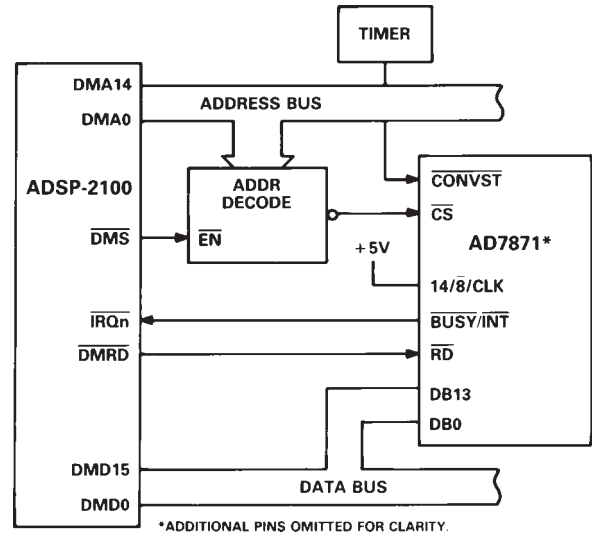 TIMER
DMA14
ADDRESS BUS
DMA0
ADSP-2100
ADDR
DECODE
EN
DMS
CONVST
CS
AD7871*
+5V
14/8/CLK
IRQn
BUSY/INT
DMRD
RD
DB13
DB0
DMD15
DATA BUS
DMD0
*ADDITIONAL PINS OMITTED FOR CLARITY.